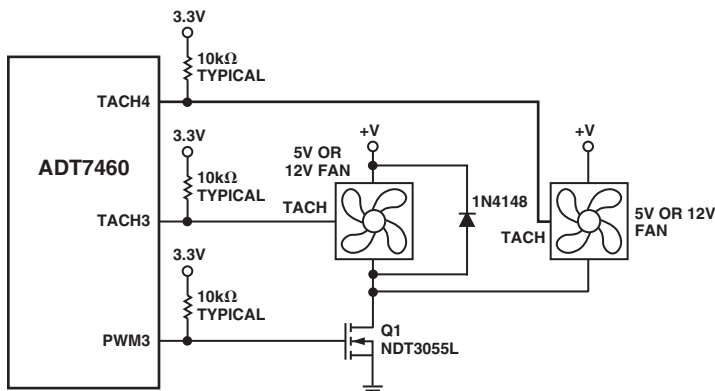 3.3V
10kΩ
TYPICAL
TACH4
ADT7460
3.3V
10kΩ
TYPICAL
TACH3
3.3V
10kΩ
TYPICAL
PWM3
+V
5V OR
12V FAN
TACH
1N4148
+V
TACH
5V OR 12V
FAN
Q1
NDT3055L